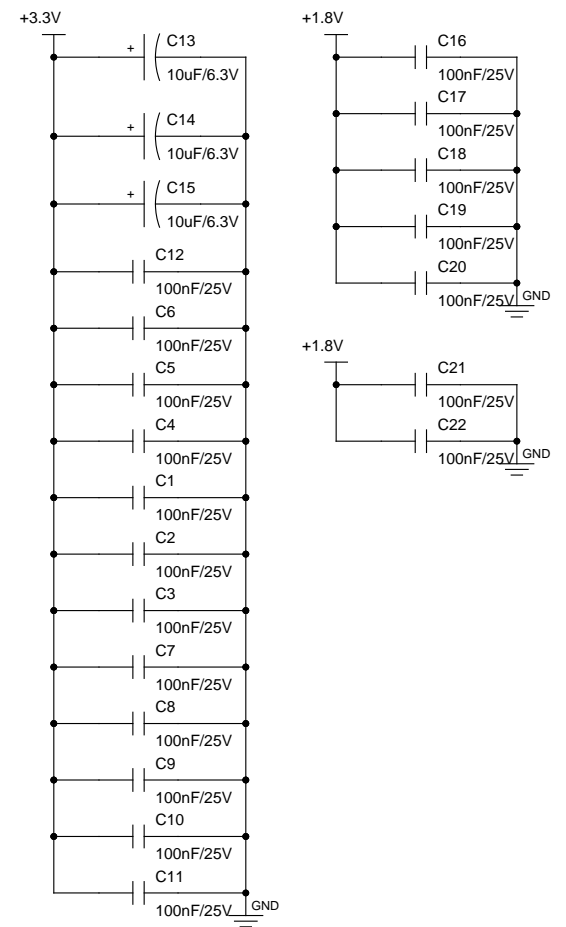 +3.3V
+
C13
10uF/6.3V
+
C14
10uF/6.3V
+
C15
10uF/6.3V
C12
100nF/25V
C6
100nF/25V
C5
100nF/25V
C4
100nF/25V
C1
100nF/25V
C2
100nF/25V
C3
100nF/25V
C7
100nF/25V
C8
100nF/25V
C9
100nF/25V
C10
100nF/25V
C11
100nF/25V
GND
+1.8V
C16
100nF/25V
C17
100nF/25V
C18
100nF/25V
C19
100nF/25V
C20
100nF/25V
GND
+1.8V
C21
100nF/25V
C22
100nF/25V
GND